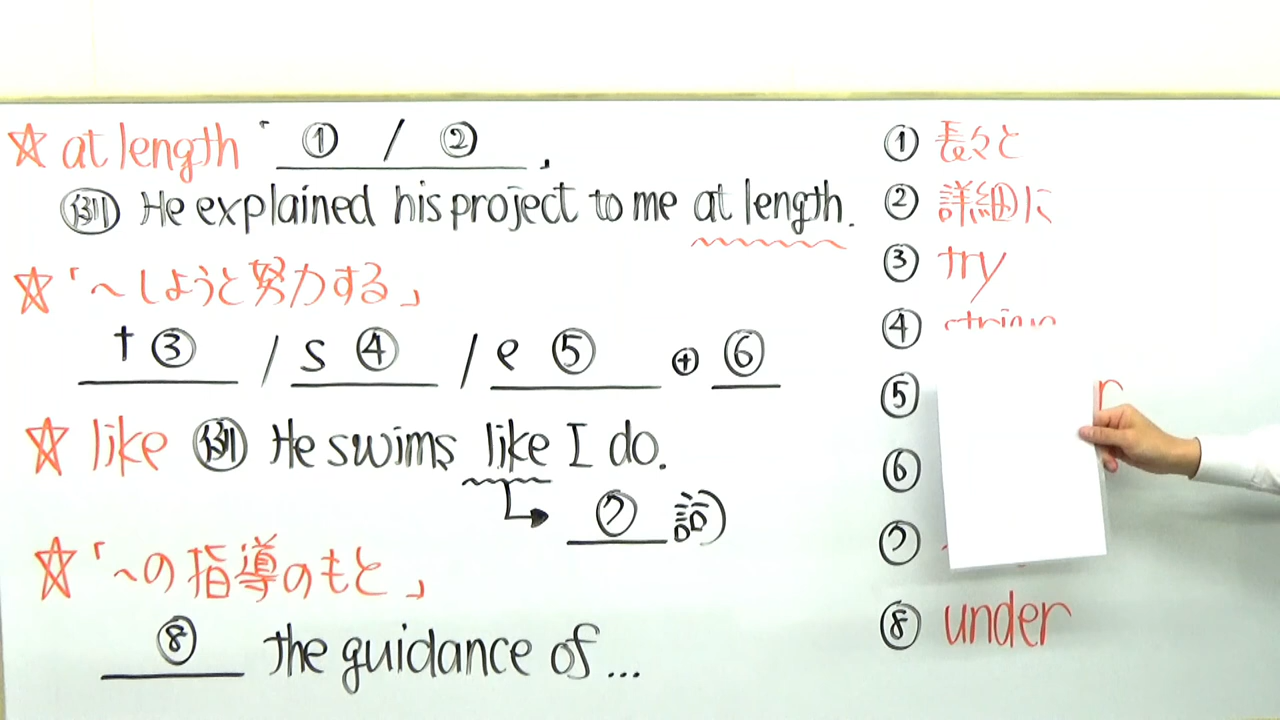 ☆ at length 「 ① / ② 」
例 He explained his project to me at length.
☆「～しようと努力する」
t ③ / s ④ / e ⑤ ⊕ ⑥
☆ like 例 He swims like I do.
↳ ⑦ 詞
☆「～の指導のもと」
⑧ the guidance of...
① 長々と
② 詳細に
③ try
④
⑤ r
⑥
⑦
⑧ under